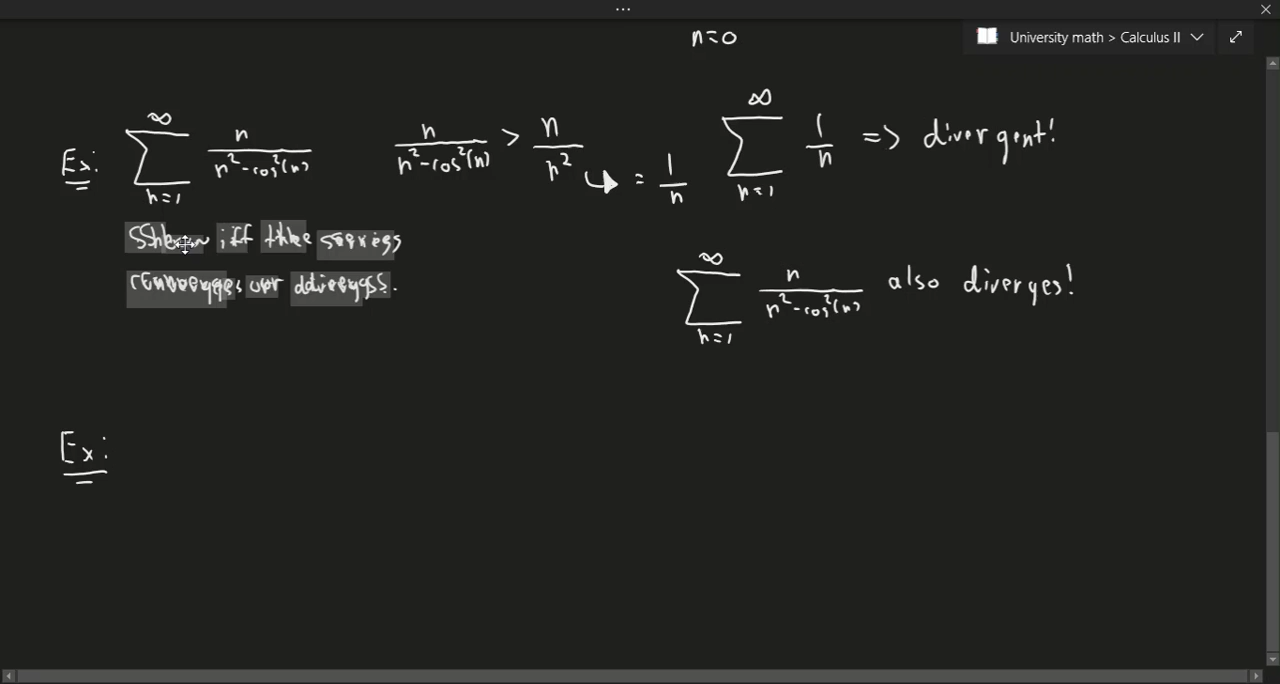 n=0
University math > Calculus II
Ex: ∑_{n=1}^{∞} n/(n²-cos²(n)) n/(n²-cos²(n)) > n/n² = 1/n ∑_{n=1}^{∞} 1/n => divergent!
Show if the series
converges or diverges.
∑_{n=1}^{∞} n/(n²-cos²(n)) also diverges!
Ex: